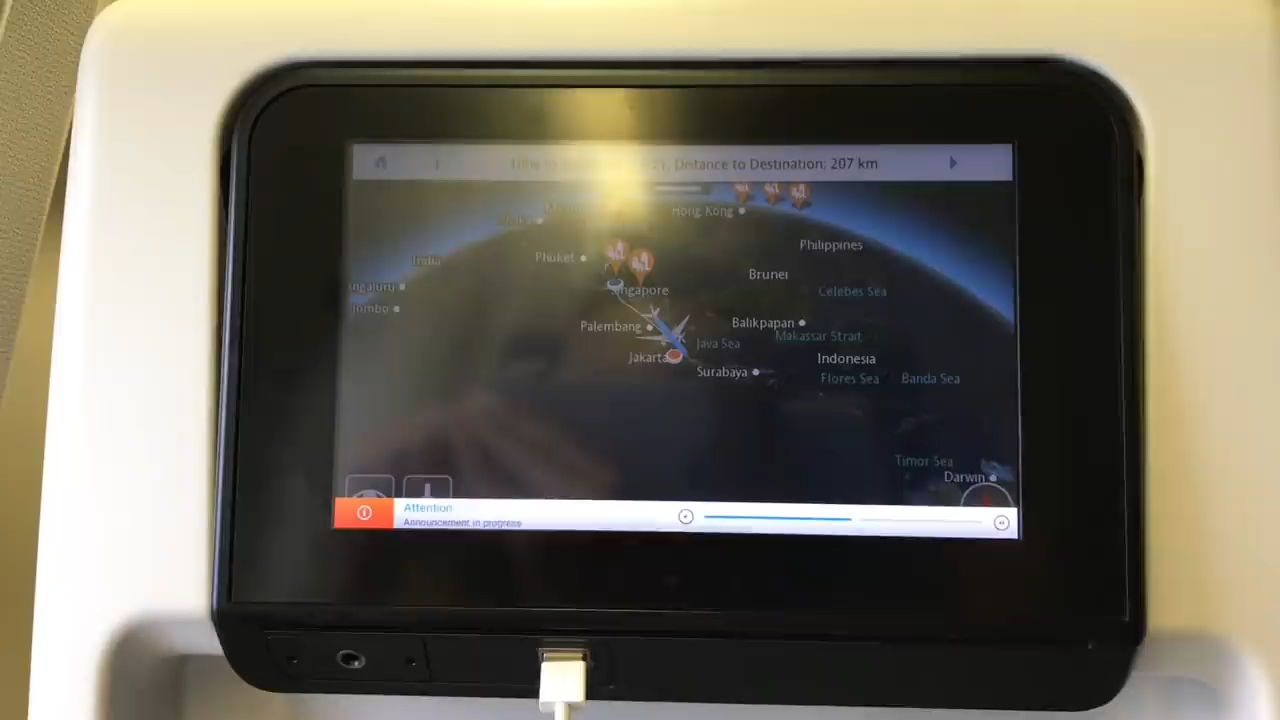 Distance to Destination: 207 km
Hong Kong
Philippines
Phuket
India
Brunei
Singapore
Celebes Sea
Palembang
Balikpapan
Makassar Strait
Java Sea
Jakarta
Indonesia
Surabaya
Flores Sea
Banda Sea
Timor Sea
Darwin
Attention
Announcement in progress